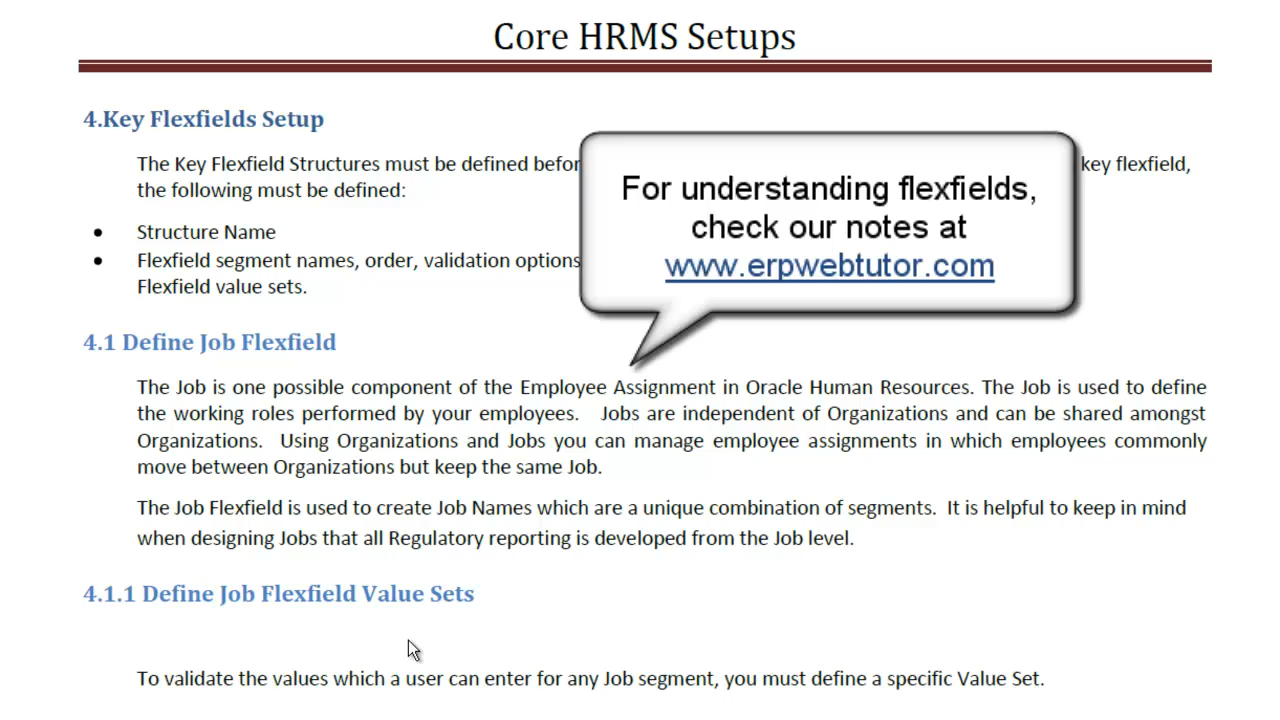 Core HRMS Setups
4.Key Flexfields Setup
The Key Flexfield Structures must be defined befor key flexfield,
the following must be defined:
• Structure Name
• Flexfield segment names, order, validation options
Flexfield value sets.
For understanding flexfields,
check our notes at
www.erpwebtutor.com
4.1 Define Job Flexfield
The Job is one possible component of the Employee Assignment in Oracle Human Resources. The Job is used to define
the working roles performed by your employees. Jobs are independent of Organizations and can be shared amongst
Organizations. Using Organizations and Jobs you can manage employee assignments in which employees commonly
move between Organizations but keep the same Job.
The Job Flexfield is used to create Job Names which are a unique combination of segments. It is helpful to keep in mind
when designing Jobs that all Regulatory reporting is developed from the Job level.
4.1.1 Define Job Flexfield Value Sets
To validate the values which a user can enter for any Job segment, you must define a specific Value Set.